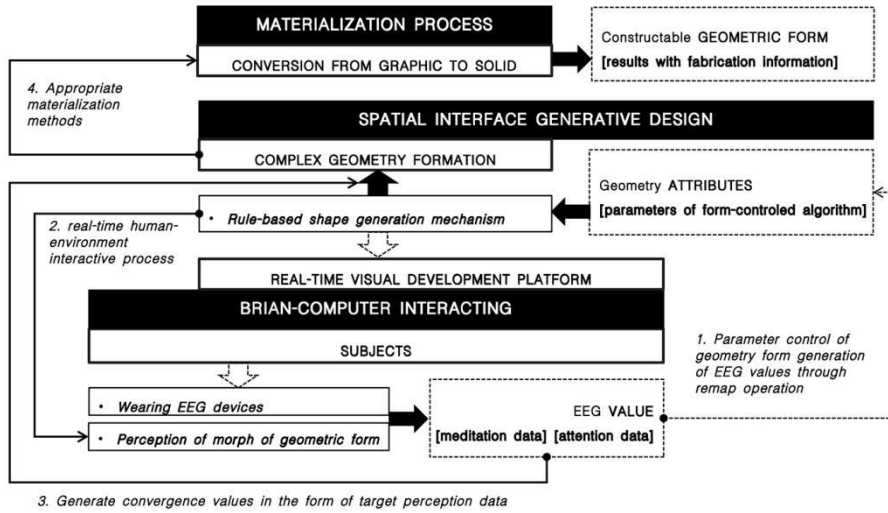 MATERIALIZATION PROCESS
CONVERSION FROM GRAPHIC TO SOLID
Constructable GEOMETRIC FORM
[results with fabrication information]
4. Appropriate
materialization
methods
SPATIAL INTERFACE GENERATIVE DESIGN
COMPLEX GEOMETRY FORMATION
Geometry ATTRIBUTES
[parameters of form-controled algorithm]
• Rule-based shape generation mechanism
2. real-time human-
environment
interactive process
REAL-TIME VISUAL DEVELOPMENT PLATFORM
BRIAN-COMPUTER INTERACTING
SUBJECTS
1. Parameter control of
geometry form generation
of EEG values through
remap operation
• Wearing EEG devices
• Perception of morph of geometric form
EEG VALUE
[meditation data] [attention data]
3. Generate convergence values in the form of target perception data